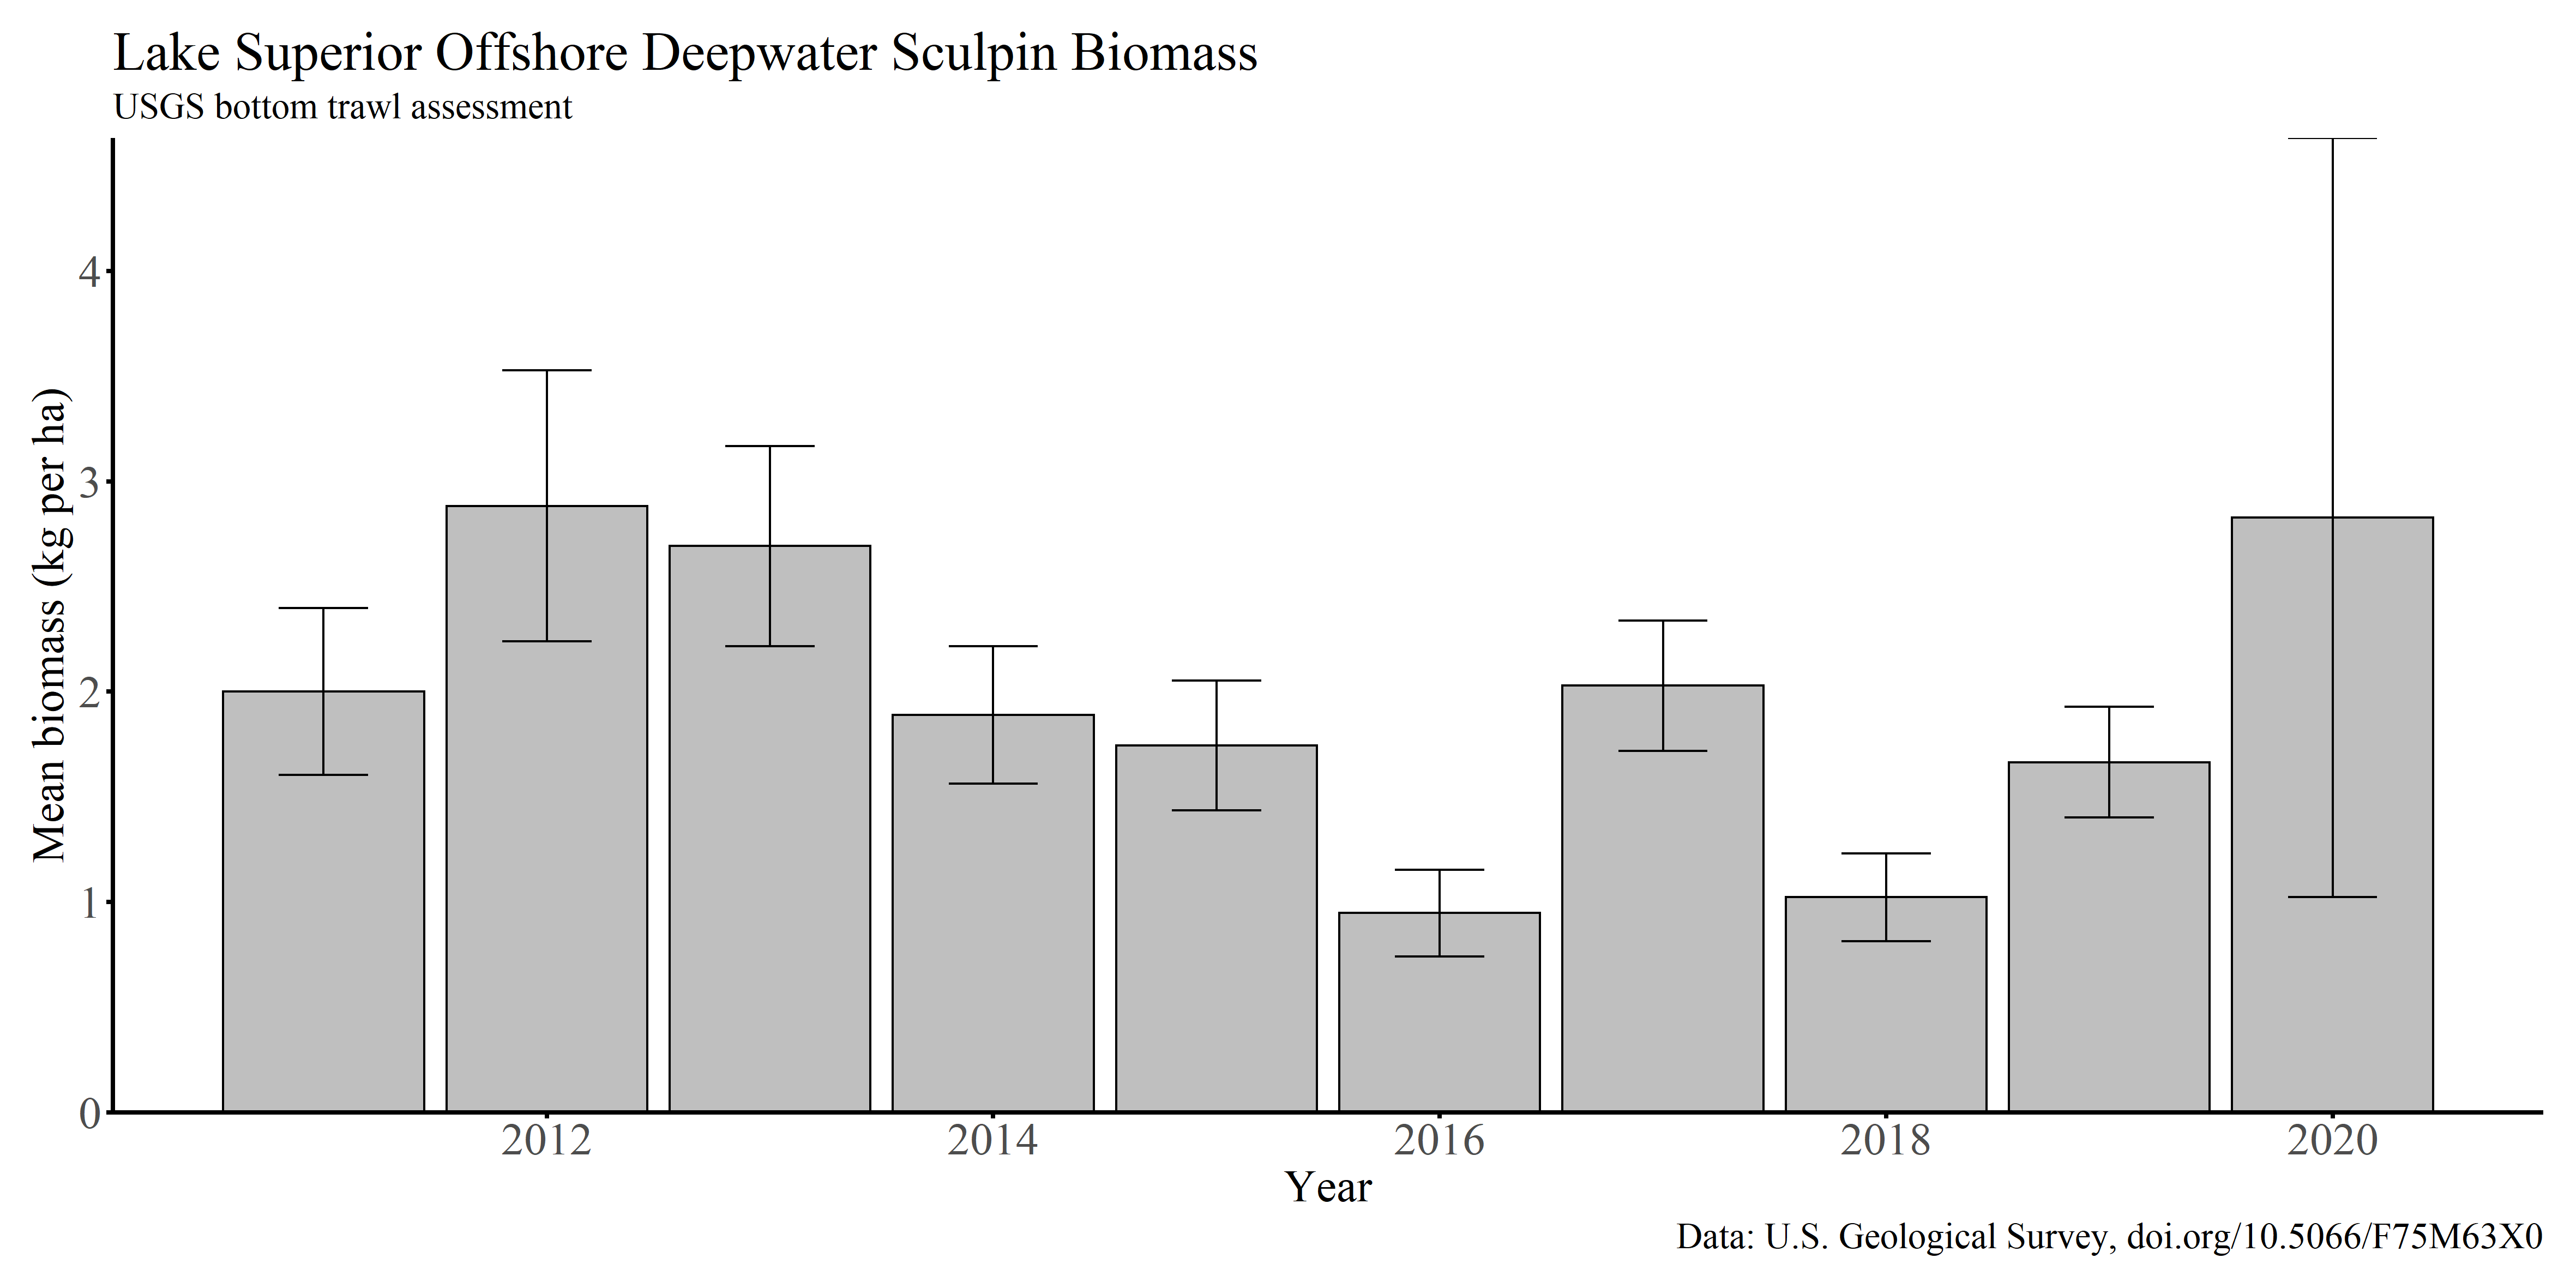 Lake Superior Offshore Deepwater Sculpin Biomass
USGS bottom trawl assessment
Mean biomass (kg per ha)
4
3
2
1
0
2012 2014 2016 2018 2020
Year
Data: U.S. Geological Survey, doi.org/10.5066/F75M63X0